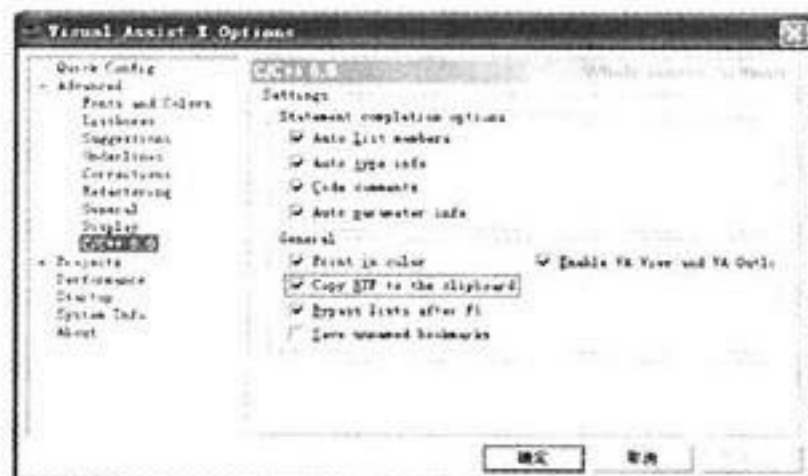 Visual Assist X Options
Quick Config
Advanced
Fonts and Colors
Listboxes
Suggestions
Underlines
Corrections
Refactoring
General
Display
Projects
Performance
Startup
System Info
About
Settings
Statement completion options
Auto List members
Auto type info
Code comments
Auto parameter info
General
Print in color
Enable VA View and VA Outli
Copy RTF to the clipboard
Bypass lists after F1
Save unnamed bookmarks
确定
取消